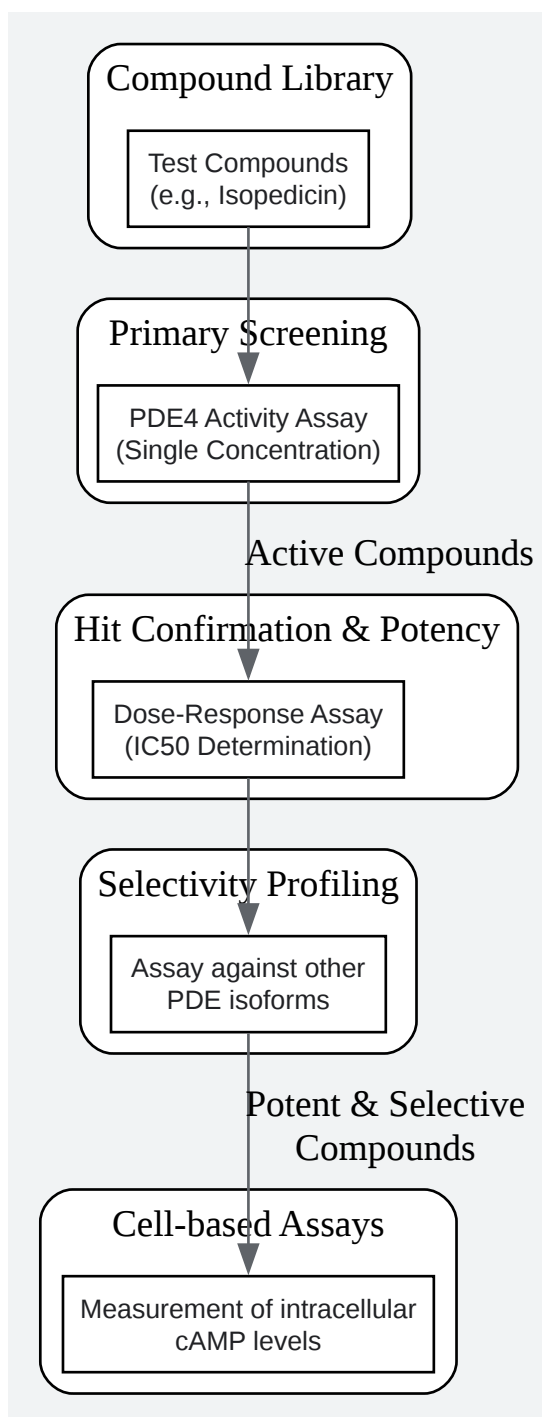 Compound Library
Test Compounds
(e.g., Isopedicin)
Primary Screening
PDE4 Activity Assay
(Single Concentration)
Active Compounds
Hit Confirmation & Potency
Dose-Response Assay
(IC50 Determination)
Selectivity Profiling
Assay against other
PDE isoforms
Potent & Selective
Compounds
Cell-based Assays
Measurement of intracellular
cAMP levels